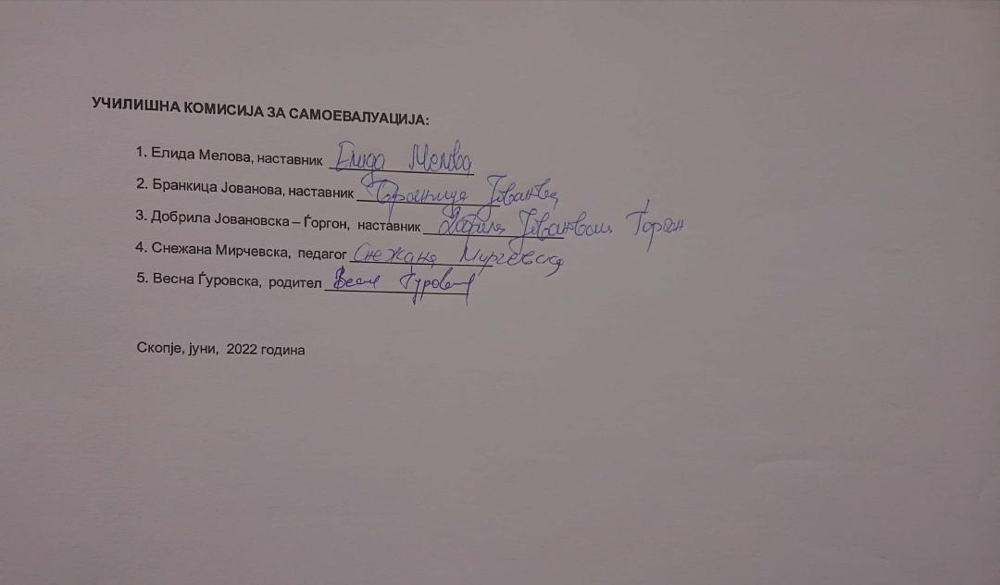 УЧИЛИШНА КОМИСИЈА ЗА САМОЕВАЛУАЦИЈА:
1. Елида Мелова, наставник Елида Мелова
2. Бранкица Јованова, наставник Бранкица Јованова
3. Добрила Јовановска – Ѓоргон, наставник Добрила Јовановска Ѓоргон
4. Снежана Мирчевска, педагог Снежана Мирчевска
5. Весна Ѓуровска, родител Весна Ѓуровска
Скопје, јуни, 2022 година